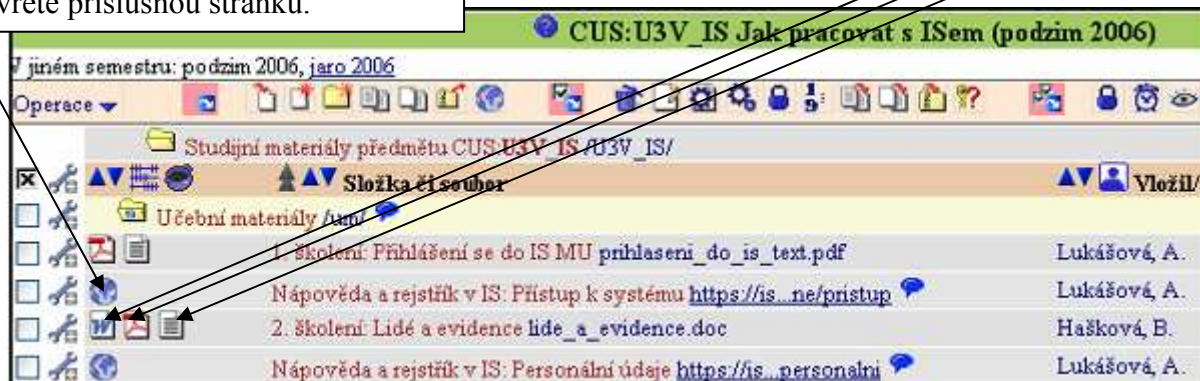 vřete příslušnou stránku.
CUS:U3V_IS Jak pracovat s ISem (podzim 2006)
V jiném semestru: podzim 2006, jaro 2006
Operace
Studijní materiály předmětu CUS:U3V_IS /U3V_IS/
Složka či soubor Vložil/
Učební materiály /um/
1. školení: Přihlášení se do IS MU prihlaseni_do_is_text.pdf Lukášová, A.
Nápověda a rejstřík v IS: Přístup k systému https://is...ne/pristup Lukášová, A.
2. školení: Lidé a evidence lide_a_evidence.doc Hašková, B.
Nápověda a rejstřík v IS: Personální údaje https://is...personalni Lukášová, A.